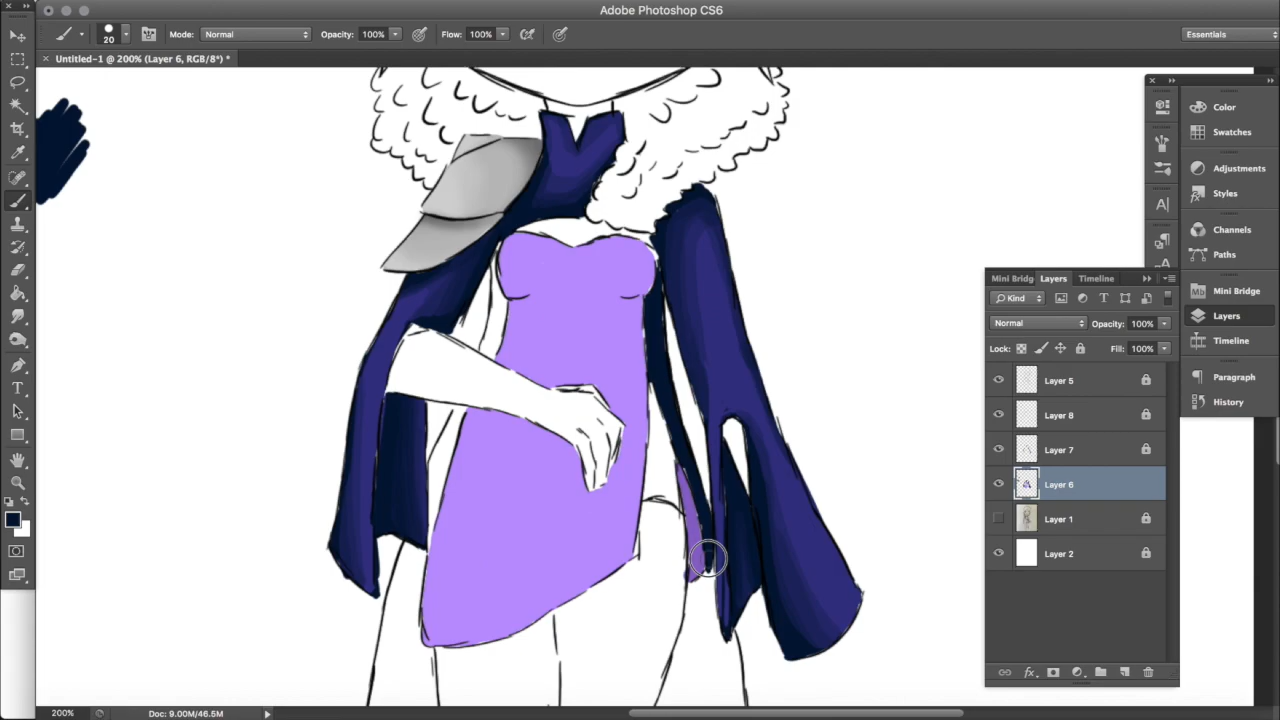 Adobe Photoshop CS6
20
Mode: Normal
Opacity: 100%
Flow: 100%
Essentials
Untitled-1 @ 200% (Layer 6, RGB/8*) *
Color
Swatches
Adjustments
Styles
Channels
Paths
Mini Bridge
Layers
Timeline
Paragraph
History
Mini Bridg Layers Timeline
Kind
Normal
Opacity: 100%
Lock: Fill: 100%
Layer 5
Layer 8
Layer 7
Layer 6
Layer 1
Layer 2
200%
Doc: 9.00M/46.5M